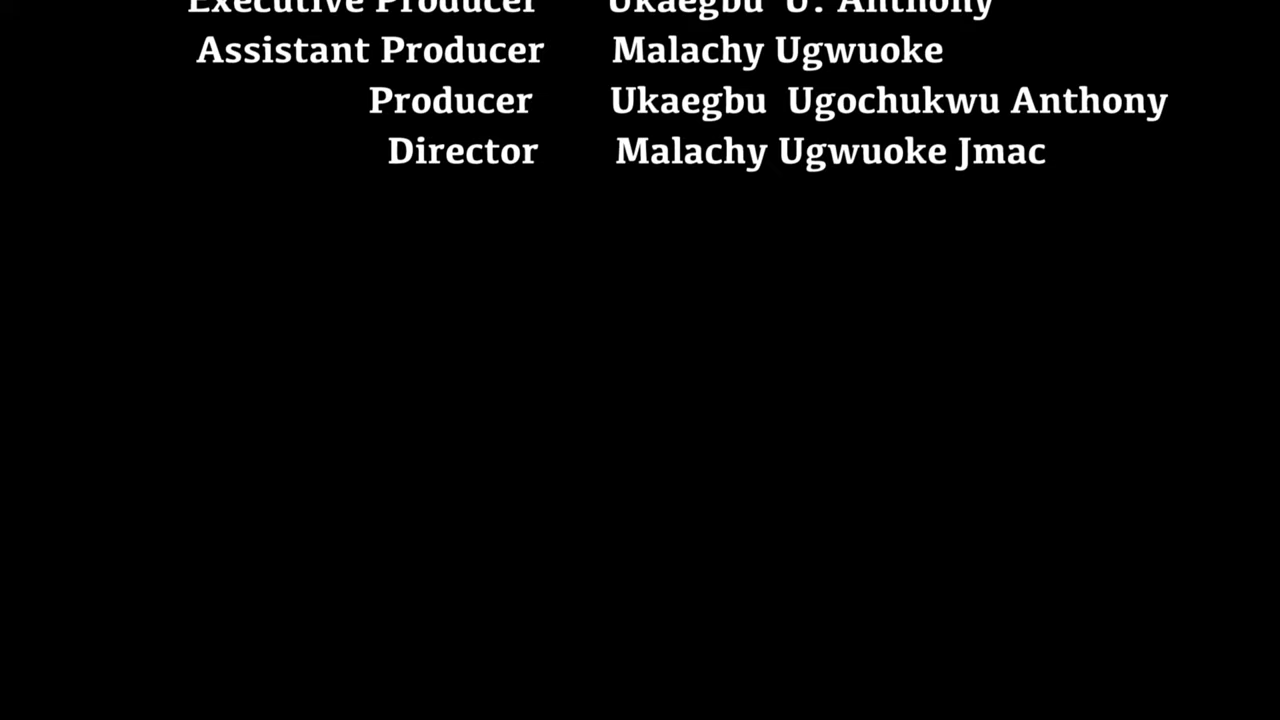 Executive Producer Ukaegbu U. Anthony
Assistant Producer Malachy Ugwuoke
Producer Ukaegbu Ugochukwu Anthony
Director Malachy Ugwuoke Jmac